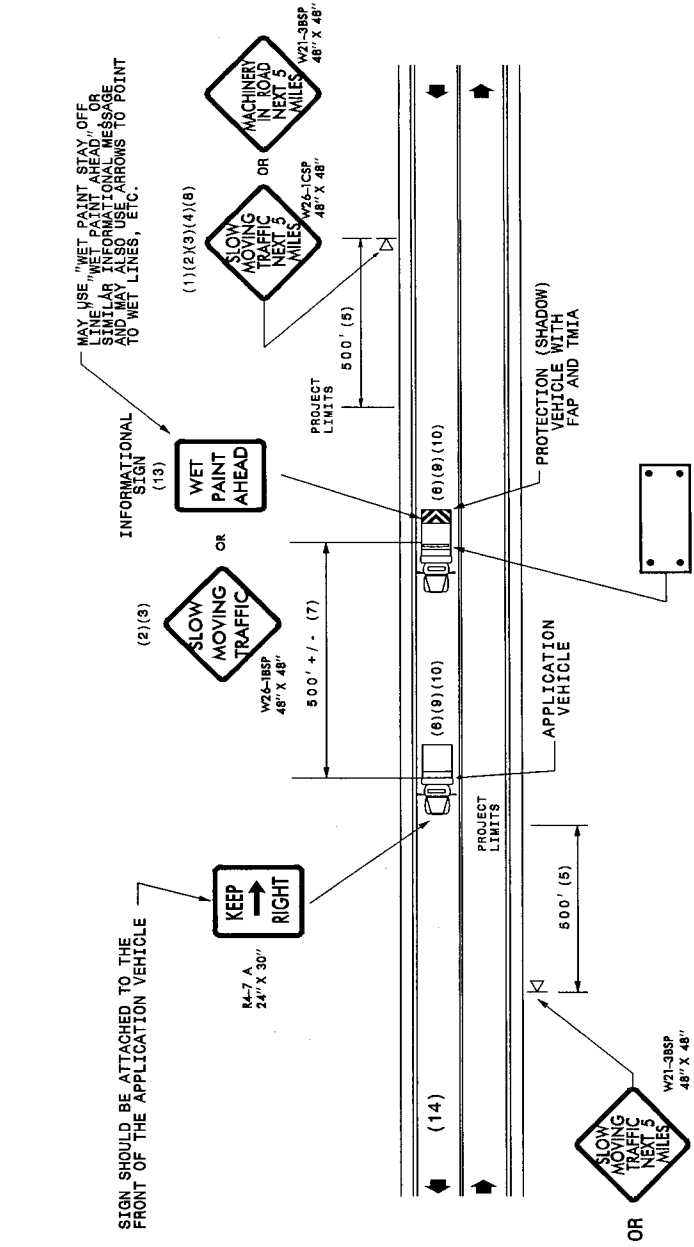 SIGN SHOULD BE ATTACHED TO THE
FRONT OF THE APPLICATION VEHICLE
KEEP
RIGHT
R4-7 A
24" X 30"
(2)(3)
SLOW
MOVING
TRAFFIC
W26-1BSP
48" X 48"
OR
INFORMATIONAL
SIGN
(13)
WET
PAINT
AHEAD
MAY USE "WET PAINT STAY OFF
LINE" "WET PAINT AHEAD" OR
SIMILAR INFORMATIONAL MESSAGE
AND MAY ALSO USE ARROWS TO POINT
TO WET LINES, ETC.
(1)(2)(3)(4)(8)
SLOW
MOVING
TRAFFIC
NEXT 5
MILES
W26-1CSP
48" X 48"
OR
MACHINERY
IN ROAD
NEXT 5
MILES
W21-3BSP
48" X 48"
500' +/- (7)
PROJECT
LIMITS
500' (5)
(14)
(6)(9)(10)
(6)(9)(10)
PROJECT
LIMITS
500' (5)
APPLICATION
VEHICLE
PROTECTION (SHADOW)
VEHICLE WITH
FAP AND TMIA
OR
SLOW
MOVING
TRAFFIC
NEXT 5
MILES
W21-3BSP
48" X 48"